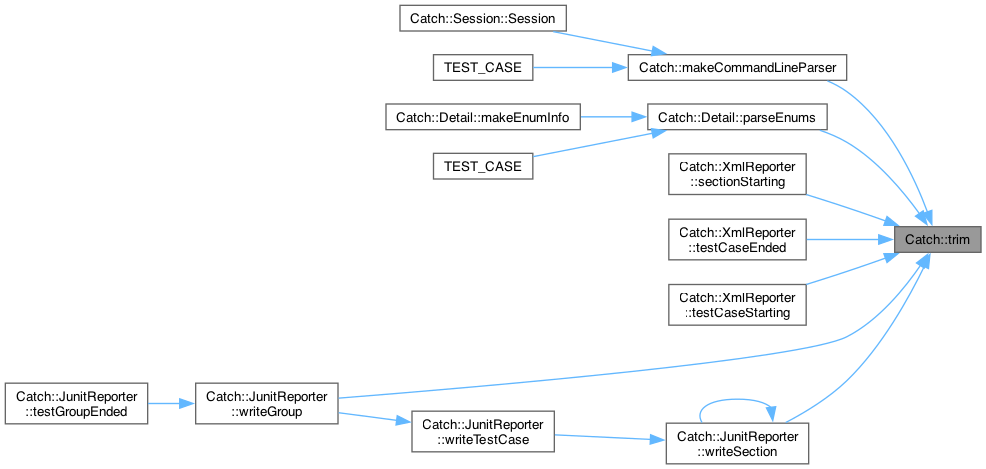 Catch::Session::Session
TEST_CASE
Catch::makeCommandLineParser
Catch::Detail::makeEnumInfo
Catch::Detail::parseEnums
TEST_CASE
Catch::XmlReporter
::sectionStarting
Catch::XmlReporter
::testCaseEnded
Catch::trim
Catch::XmlReporter
::testCaseStarting
Catch::JunitReporter
::testGroupEnded
Catch::JunitReporter
::writeGroup
Catch::JunitReporter
::writeTestCase
Catch::JunitReporter
::writeSection